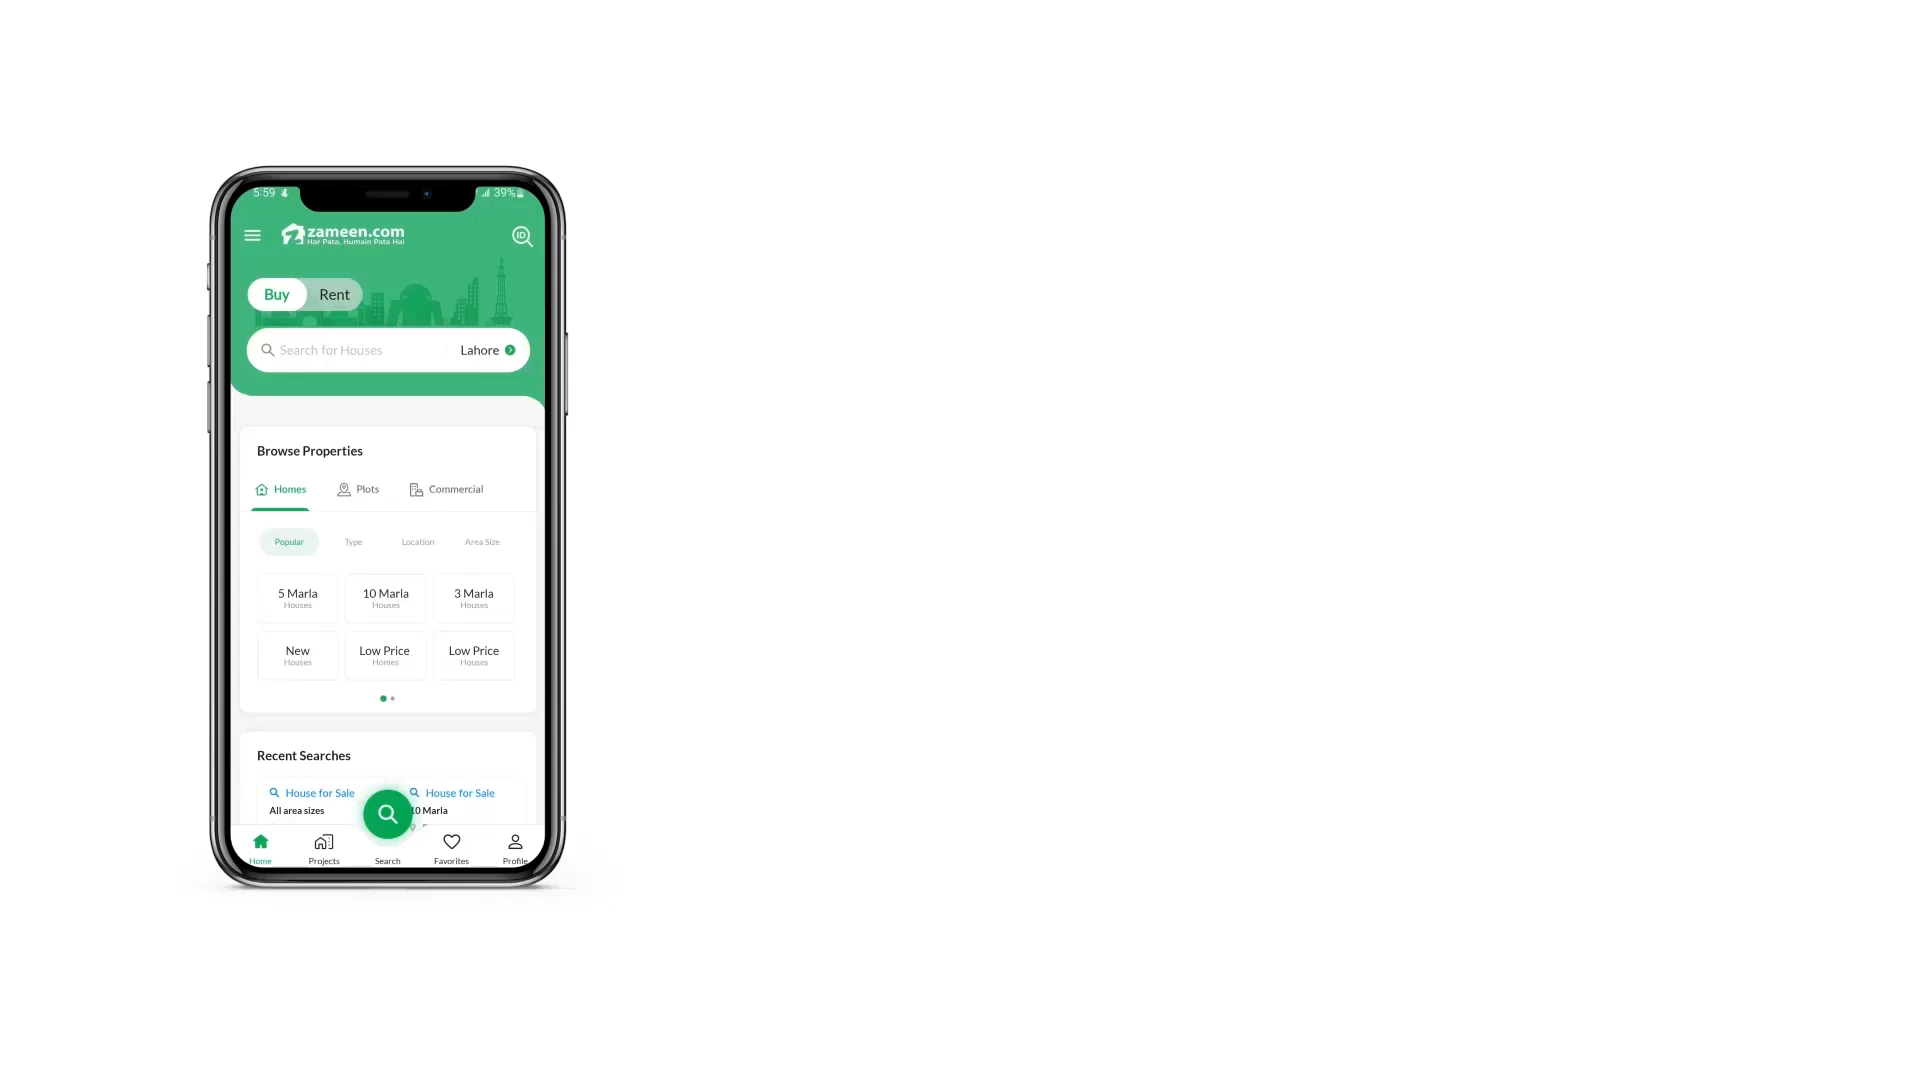 5:59 39%
zameen.com
Har Pata, Humain Pata Hai
ID
Buy Rent
Search for Houses Lahore
Browse Properties
Homes Plots Commercial
Popular Type Location Area Size
5 Marla 10 Marla 3 Marla
Houses Houses Houses
New Low Price Low Price
Houses Homes Houses
Recent Searches
House for Sale House for Sale
All area sizes 10 Marla
Home Projects Search Favorites Profile